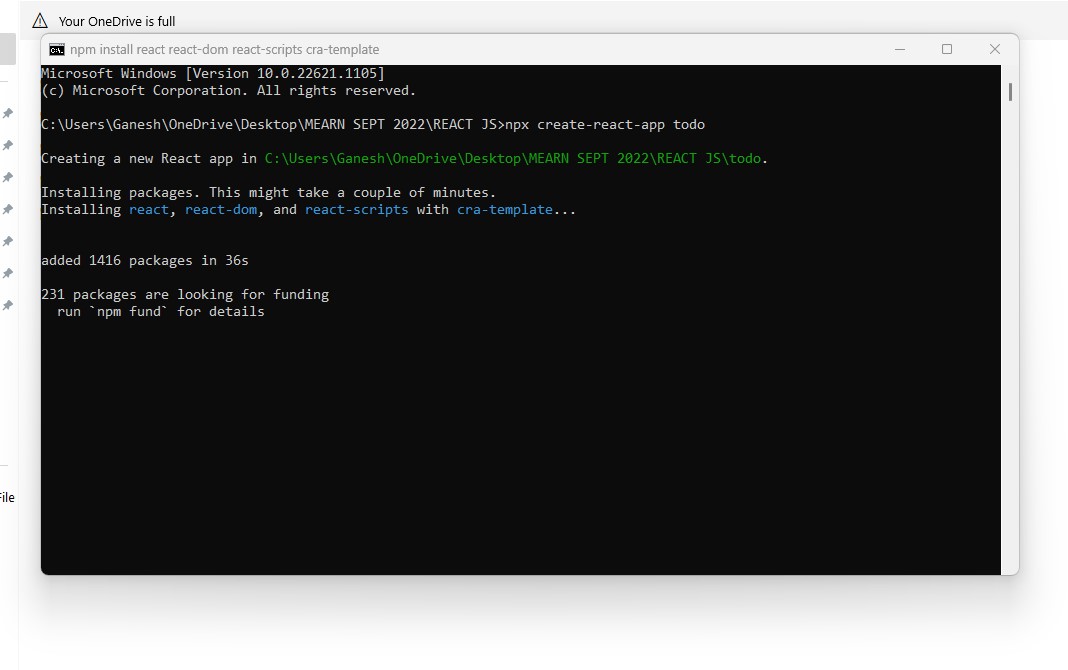 Your OneDrive is full
npm install react react-dom react-scripts cra-template
Microsoft Windows [Version 10.0.22621.1105]
(c) Microsoft Corporation. All rights reserved.
C:\Users\Ganesh\OneDrive\Desktop\MEARN SEPT 2022\REACT JS>npx create-react-app todo
Creating a new React app in C:\Users\Ganesh\OneDrive\Desktop\MEARN SEPT 2022\REACT JS\todo.
Installing packages. This might take a couple of minutes.
Installing react, react-dom, and react-scripts with cra-template...
added 1416 packages in 36s
231 packages are looking for funding
run `npm fund` for details
File